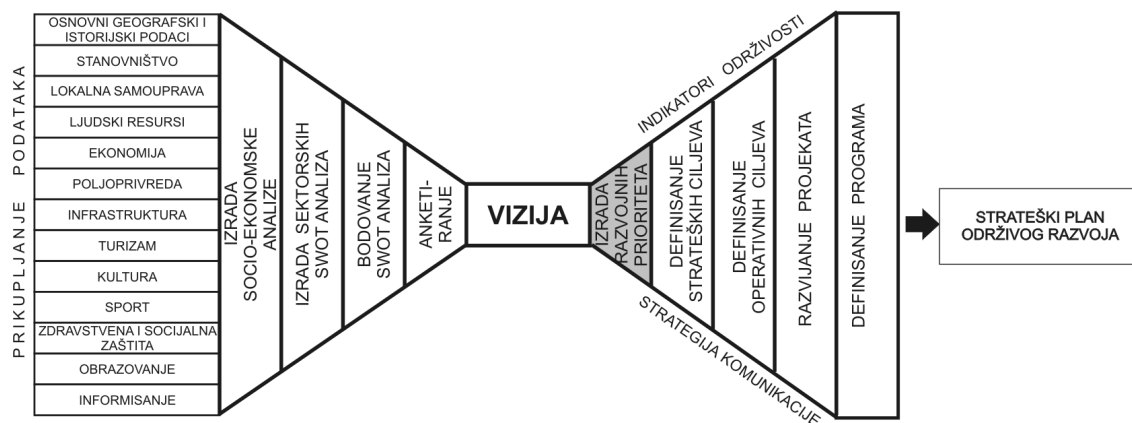 PRIKUPLJANJE PODATAKA
OSNOVNI GEOGRAFSKI I
ISTORIJSKI PODACI
STANOVNIŠTVO
LOKALNA SAMOUPRAVA
LJUDSKI RESURSI
EKONOMIJA
POLJOPRIVREDA
INFRASTRUKTURA
TURIZAM
KULTURA
SPORT
ZDRAVSTVENA I SOCIJALNA
ZAŠTITA
OBRAZOVANJE
INFORMISANJE
IZRADA
SOCIO-EKONOMSKE
ANALIZE
IZRADA SEKTORSKIH
SWOT ANALIZA
BODOVANJE
SWOT ANALIZA
ANKETI-
RANJE
VIZIJA
INDIKATORI ODRŽIVOSTI
IZRADA
RAZVOJNIH
PRIORITETA
DEFINISANJE
STRATEŠKIH CILJEVA
DEFINISANJE
OPERATIVNIH CILJEVA
RAZVIJANJE PROJEKATA
DEFINISANJE PROGRAMA
STRATEGIJA KOMUNIKACIJE
STRATEŠKI PLAN
ODRŽIVOG RAZVOJA